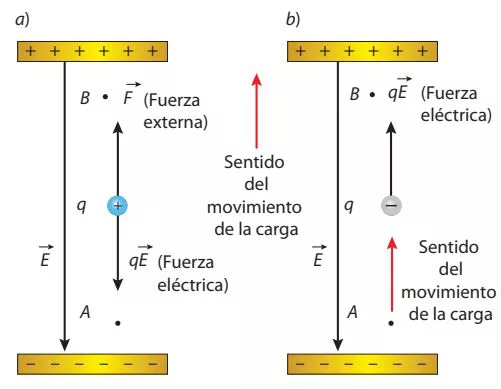 a)
+ + + + + +
B • F (Fuerza
externa)
+
q
E
qE (Fuerza
eléctrica)
A
– – – – – –
Sentido
del
movimiento
de la carga
b)
+ + + + + +
B • qE (Fuerza
eléctrica)
–
q
E
Sentido
del
movimiento
de la carga
A
– – – – – –